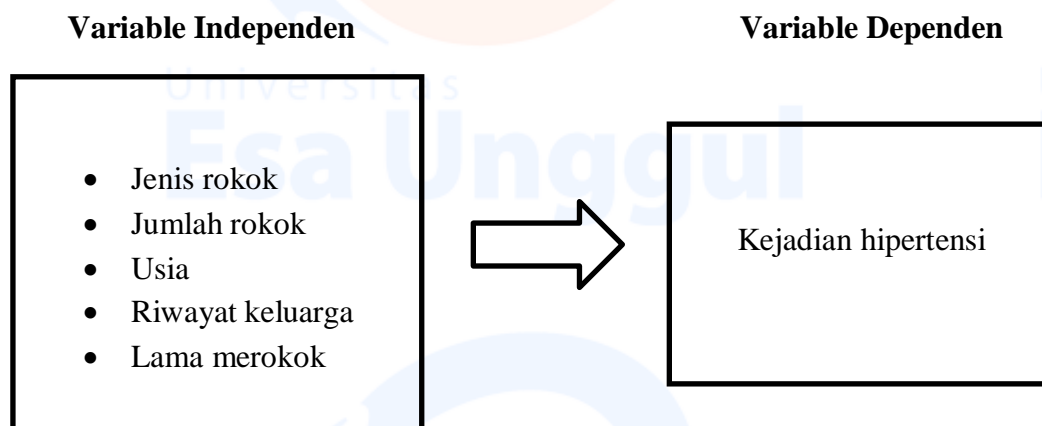 Variable Independen
Variable Dependen
Universitas
Esa Unggul
• Jenis rokok
• Jumlah rokok
• Usia
• Riwayat keluarga
• Lama merokok
Kejadian hipertensi